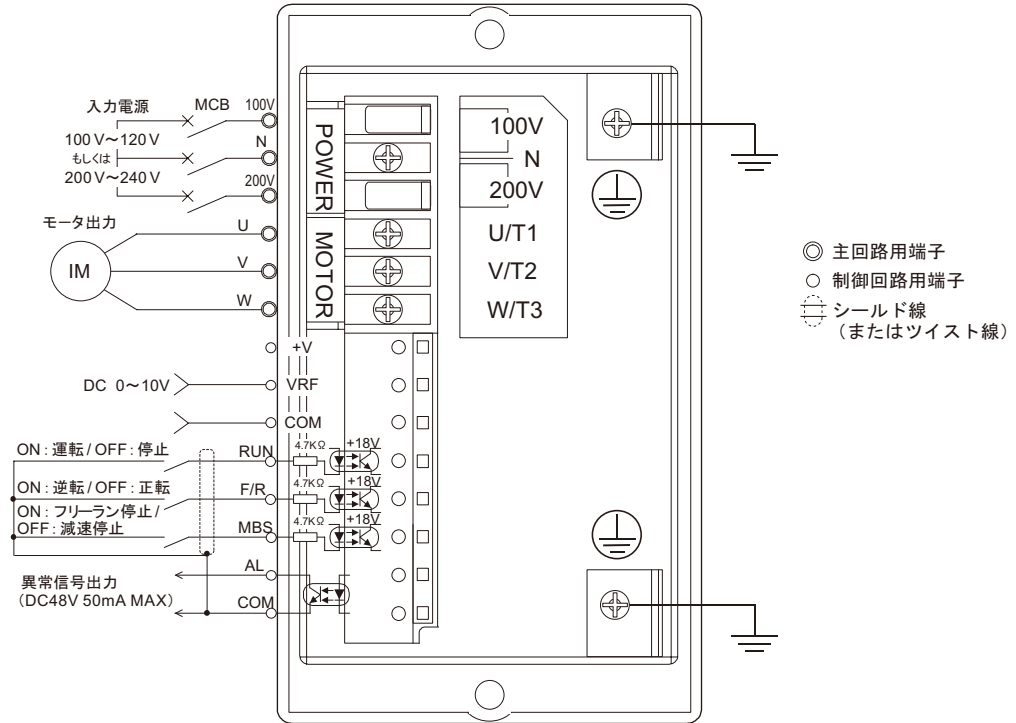 入力電源
MCB
100V
100V～120V
もしくは
N
200V～240V
200V
モータ出力
U
IM
V
W
+V
DC 0～10V
VRF
COM
ON：運転/OFF：停止
RUN
4.7KΩ
+18V
ON：逆転/OFF：正転
F/R
4.7KΩ
+18V
ON：フリーラン停止/
OFF：減速停止
MBS
4.7KΩ
+18V
AL
異常信号出力
（DC48V 50mA MAX）
COM
POWER
MOTOR
100V
N
200V
U/T1
V/T2
W/T3
主回路用端子
制御回路用端子
シールド線
（またはツイスト線）